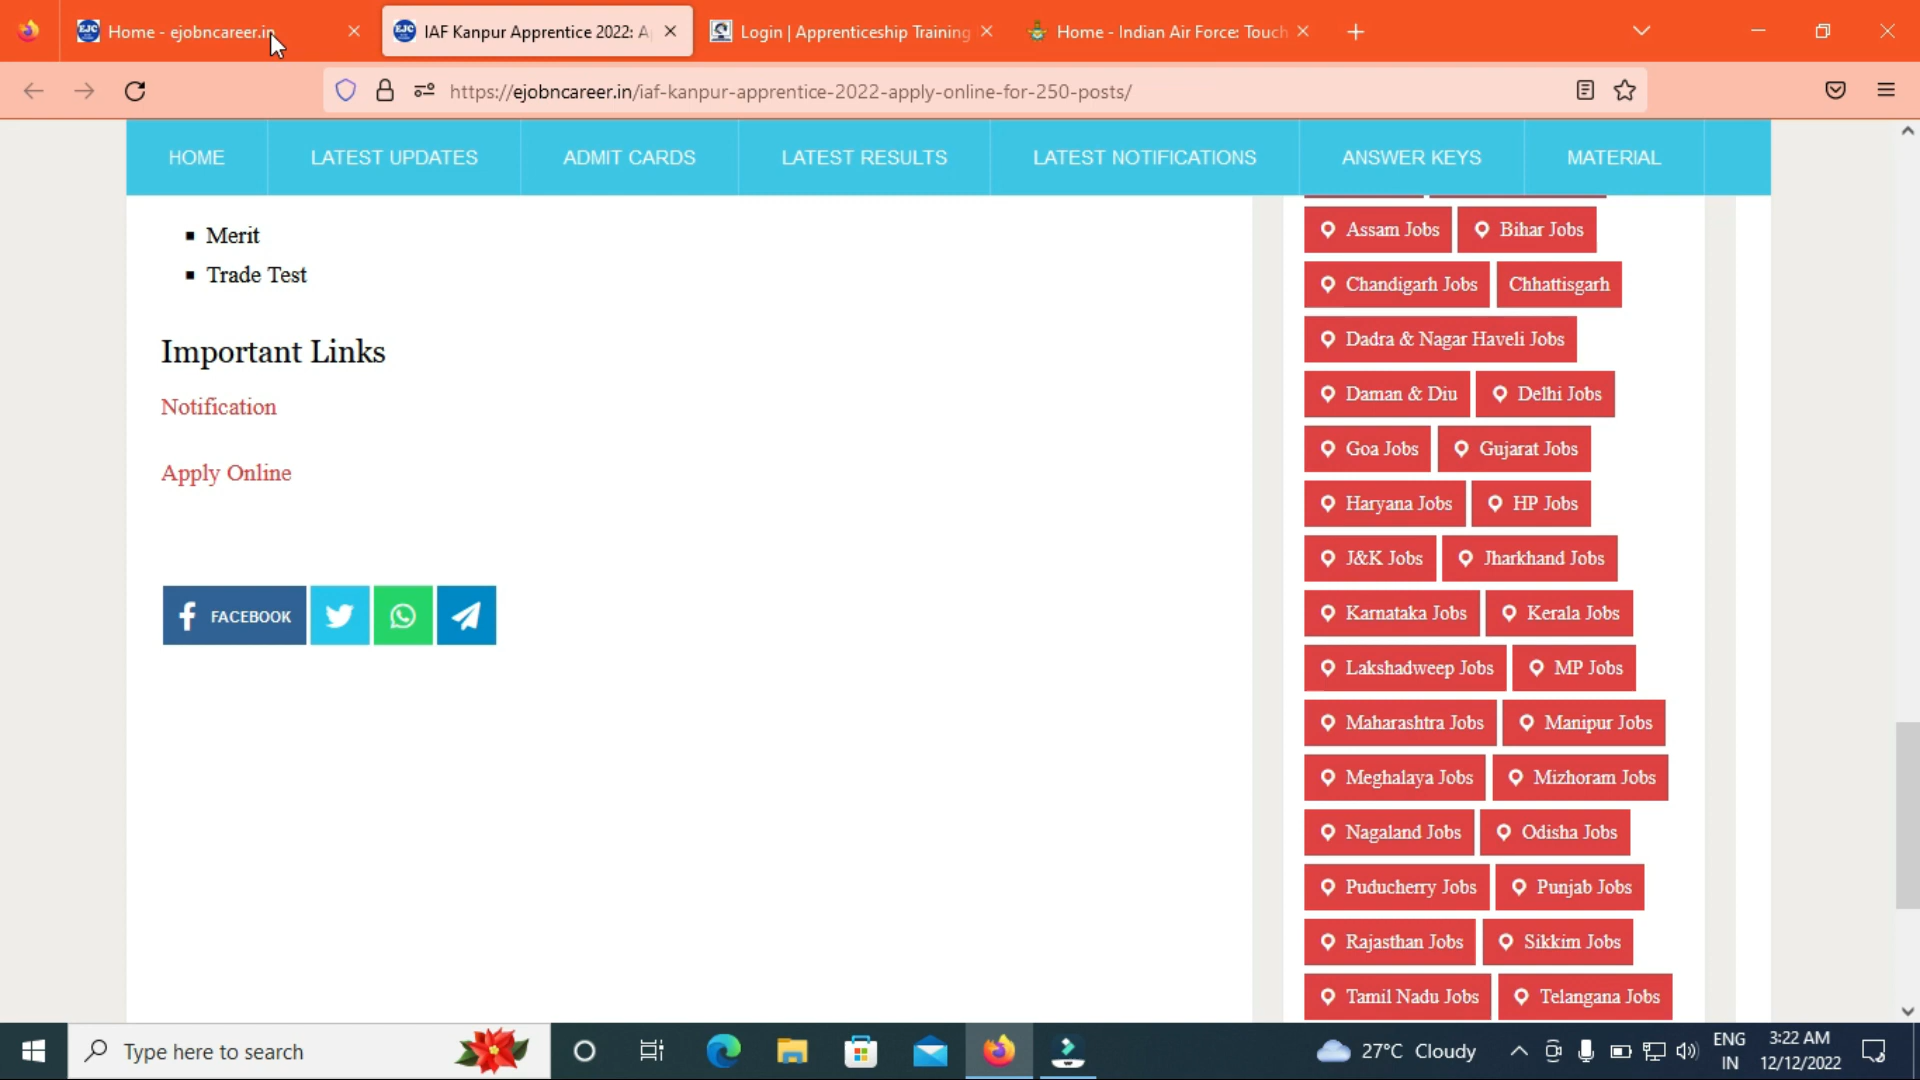 Home - ejobncareer.in
IAF Kanpur Apprentice 2022: A
Login | Apprenticeship Training
Home - Indian Air Force: Touch
https://ejobncareer.in/iaf-kanpur-apprentice-2022-apply-online-for-250-posts/
HOME
LATEST UPDATES
ADMIT CARDS
LATEST RESULTS
LATEST NOTIFICATIONS
ANSWER KEYS
MATERIAL
Merit
Trade Test
Important Links
Notification
Apply Online
FACEBOOK
Assam Jobs
Bihar Jobs
Chandigarh Jobs
Chhattisgarh
Dadra & Nagar Haveli Jobs
Daman & Diu
Delhi Jobs
Goa Jobs
Gujarat Jobs
Haryana Jobs
HP Jobs
J&K Jobs
Jharkhand Jobs
Karnataka Jobs
Kerala Jobs
Lakshadweep Jobs
MP Jobs
Maharashtra Jobs
Manipur Jobs
Meghalaya Jobs
Mizhoram Jobs
Nagaland Jobs
Odisha Jobs
Puducherry Jobs
Punjab Jobs
Rajasthan Jobs
Sikkim Jobs
Tamil Nadu Jobs
Telangana Jobs
Type here to search
27°C Cloudy
ENG
IN
3:22 AM
12/12/2022